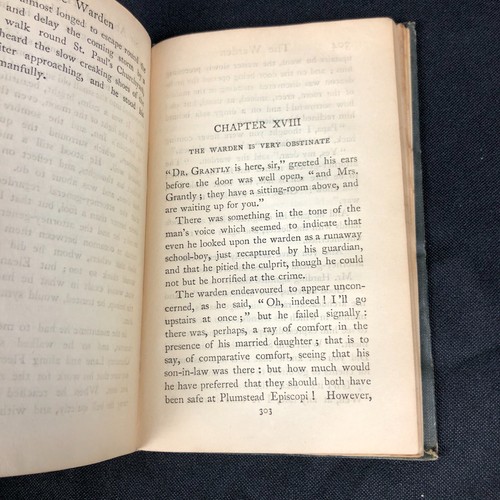 The Warden
almost longed to escape round the
and delay the coming storm
walk round St. Paul's Churchyard
heard the slow creaking shoes of the
approaching, and he stood his
manfully.
CHAPTER XVIII
THE WARDEN IS VERY OBSTINATE
"DR. GRANTLY is here, sir," greeted his ears
before the door was well open, "and Mrs.
Grantly; they have a sitting-room above, and
are waiting up for you."
There was something in the tone of the
man's voice which seemed to indicate that
even he looked upon the warden as a runaway
school-boy, just recaptured by his guardian,
and that he pitied the culprit, though he could
not but be horrified at the crime.
The warden endeavoured to appear uncon-
cerned, as he said, "Oh, indeed! I'll go
upstairs at once;" but he failed signally:
there was, perhaps, a ray of comfort in the
presence of his married daughter; that is to
say, of comparative comfort, seeing that his
son-in-law was there: but how much would
he have preferred that they should both have
been safe at Plumstead Episcopi! However,
303